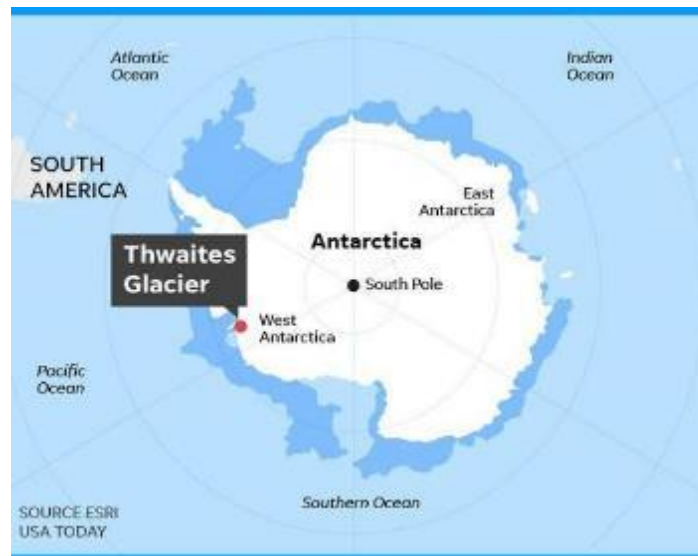 Atlantic
Ocean
Indian
Ocean
SOUTH
AMERICA
East
Antarctica
Antarctica
Thwaites
Glacier
South Pole
West
Antarctica
Pacific
Ocean
Southern Ocean
SOURCE ESRI
USA TODAY